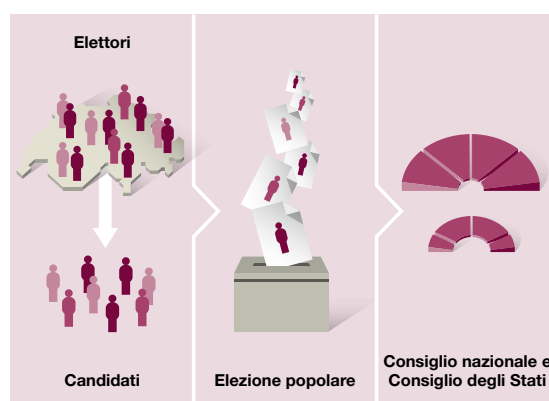 Elettori
Candidati
Elezione popolare
Consiglio nazionale e
Consiglio degli Stati